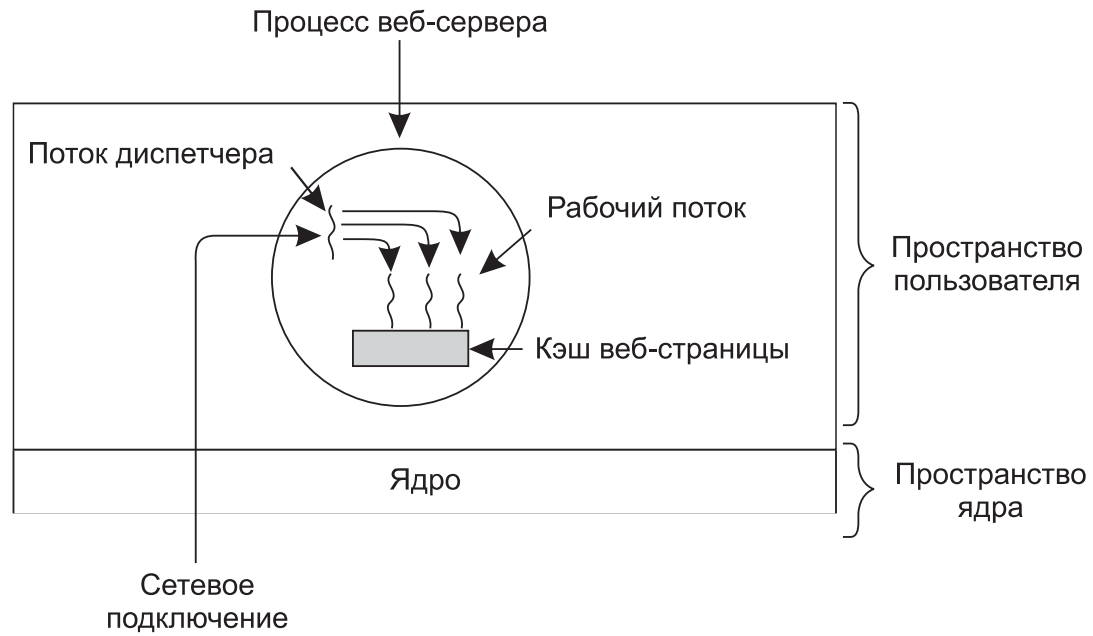 Процесс веб-сервера
Поток диспетчера
Рабочий поток
Пространство
пользователя
Кэш веб-страницы
Ядро
Пространство
ядра
Сетевое
подключение